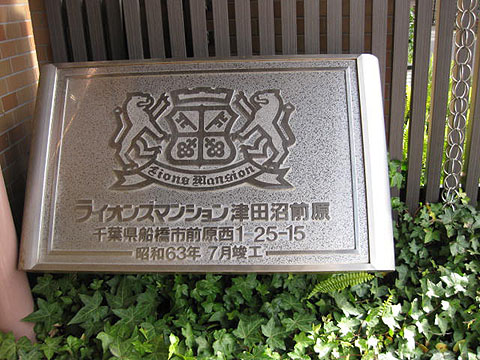 Lions Mansion
ライオンズマンション津田沼前原
千葉県船橋市前原西1 25-15
昭和63年 7月竣工